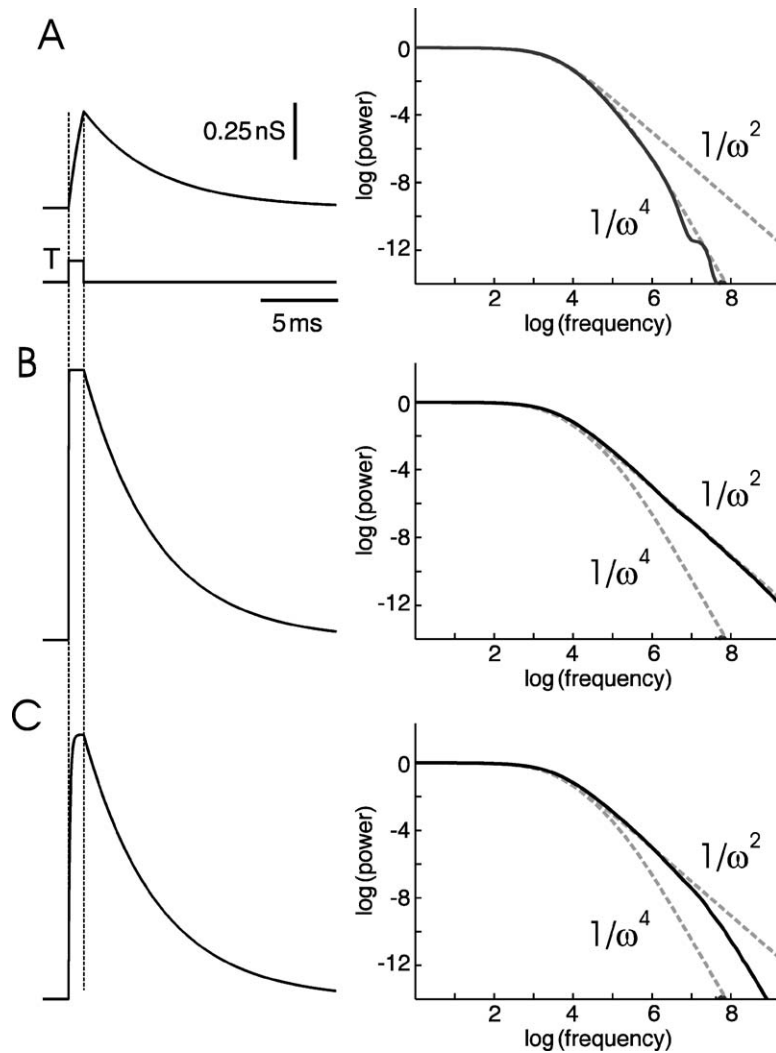 A
0.25 nS
T
5 ms
0
-4
-8
-12
log (power)
1/ω²
1/ω⁴
2 4 6 8
log (frequency)
B
0
-4
-8
-12
log (power)
1/ω²
1/ω⁴
2 4 6 8
log (frequency)
C
0
-4
-8
-12
log (power)
1/ω²
1/ω⁴
2 4 6 8
log (frequency)